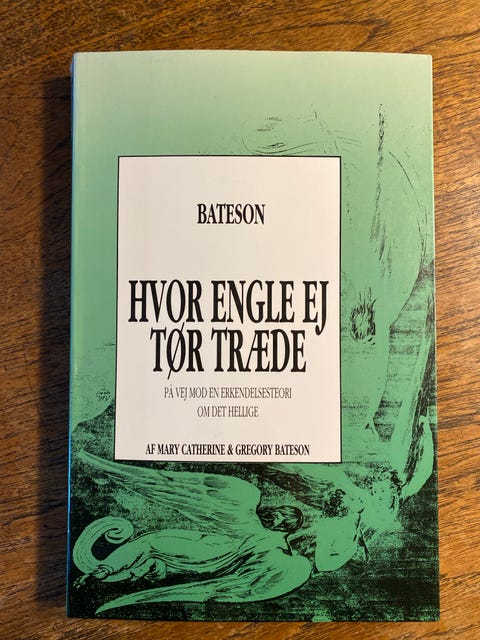 BATESON
HVOR ENGLE EJ
TØR TRÆDE
PÅ VEJ MOD EN ERKENDELSESTEORI
OM DET HELLIGE
AF MARY CATHERINE & GREGORY BATESON